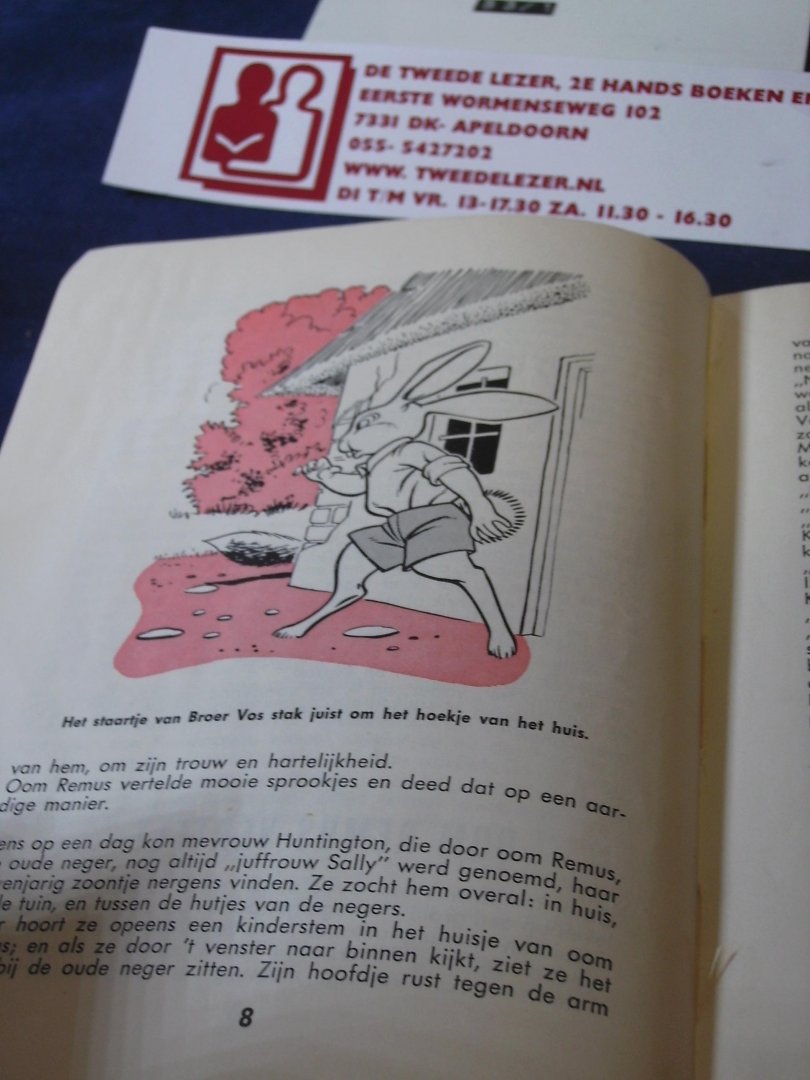 DE TWEEDE LEZER, 2E HANDS BOEKEN EN
EERSTE WORMENSEWEG 102
7331 DK- APELDOORN
055- 5427202
WWW. TWEEDELEZER.NL
DI T/M VR. 13-17.30 ZA. 11.30 - 16.30
Het staartje van Broer Vos stak juist om het hoekje van het huis.
van hem, om zijn trouw en hartelijkheid.
Oom Remus vertelde mooie sprookjes en deed dat op een aar-
dige manier.
ens op een dag kon mevrouw Huntington, die door oom Remus,
oude neger, nog altijd „juffrouw Sally” werd genoemd, haar
enjarig zoontje nergens vinden. Ze zocht hem overal: in huis,
de tuin, en tussen de hutjes van de negers.
r hoort ze opeens een kinderstem in het huisje van oom
s; en als ze door 't venster naar binnen kijkt, ziet ze het
bij de oude neger zitten. Zijn hoofdje rust tegen de arm
8